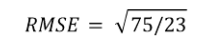 RMSE = √75/23